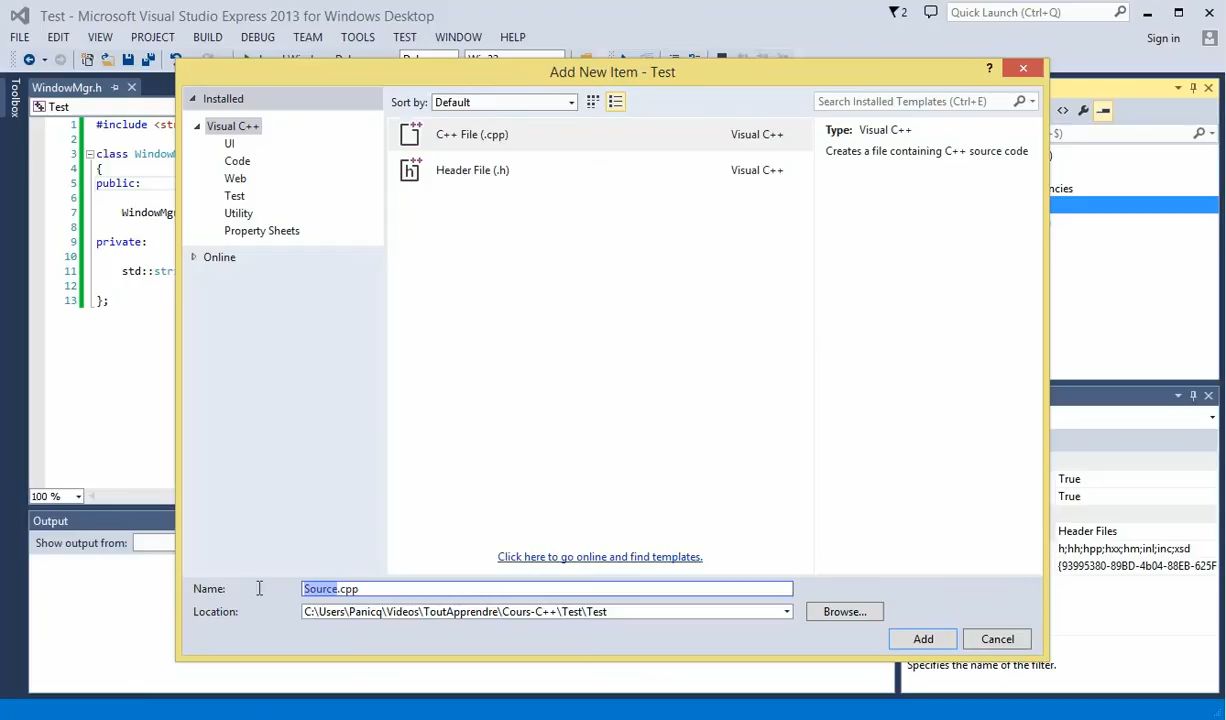 Test - Microsoft Visual Studio Express 2013 for Windows Desktop
2
Quick Launch (Ctrl+Q)
FILE EDIT VIEW PROJECT BUILD DEBUG TEAM TOOLS TEST WINDOW HELP
Sign in
Add New Item - Test
?
Toolbox
WindowMgr.h
Test
1 #include <st
2
3 class Window
4 {
5 public:
6
7 WindowMgr
8
9 private:
10
11 std::stri
12
13 };
100 %
Output
Show output from:
Installed
Visual C++
UI
Code
Web
Test
Utility
Property Sheets
Online
Sort by: Default
Search Installed Templates (Ctrl+E)
C++ File (.cpp) Visual C++
Header File (.h) Visual C++
Type: Visual C++
Creates a file containing C++ source code
Click here to go online and find templates.
Name: Source.cpp
Location: C:\Users\Panicq\Videos\ToutApprendre\Cours-C++\Test\Test
Browse...
Add
Cancel
True
True
Header Files
h;hh;hpp;hxx;hm;inl;inc;xsd
{93995380-89BD-4b04-88EB-625F
Specifies the name of the filter.